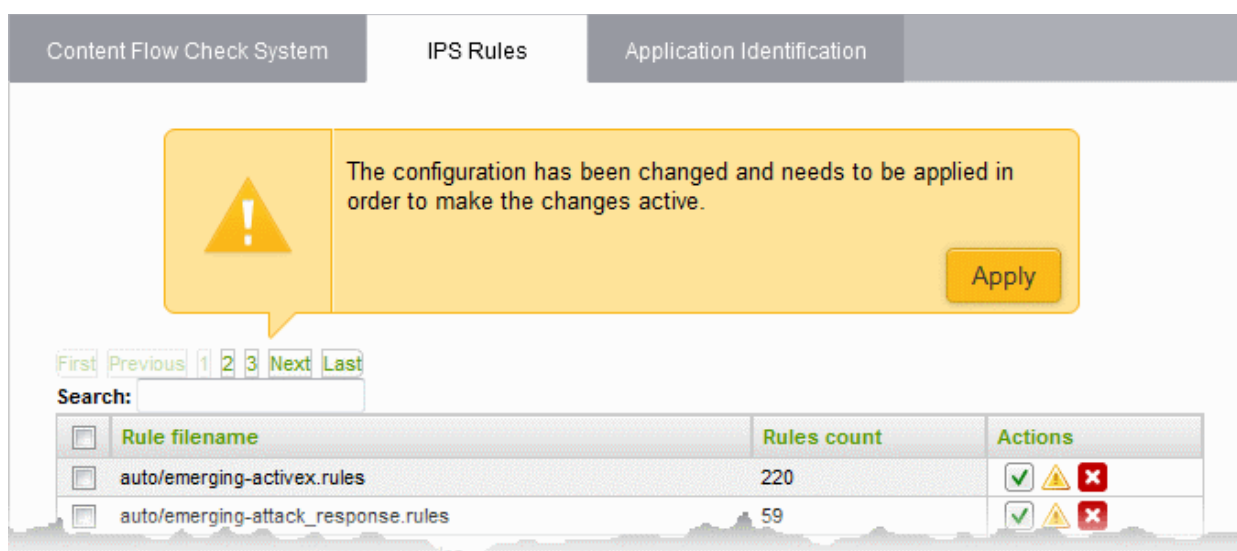 Content Flow Check System IPS Rules Application Identification
The configuration has been changed and needs to be applied in
order to make the changes active.
Apply
First Previous 1 2 3 Next Last
Search:
Rule filename Rules count Actions
auto/emerging-activex.rules 220
auto/emerging-attack_response.rules 59